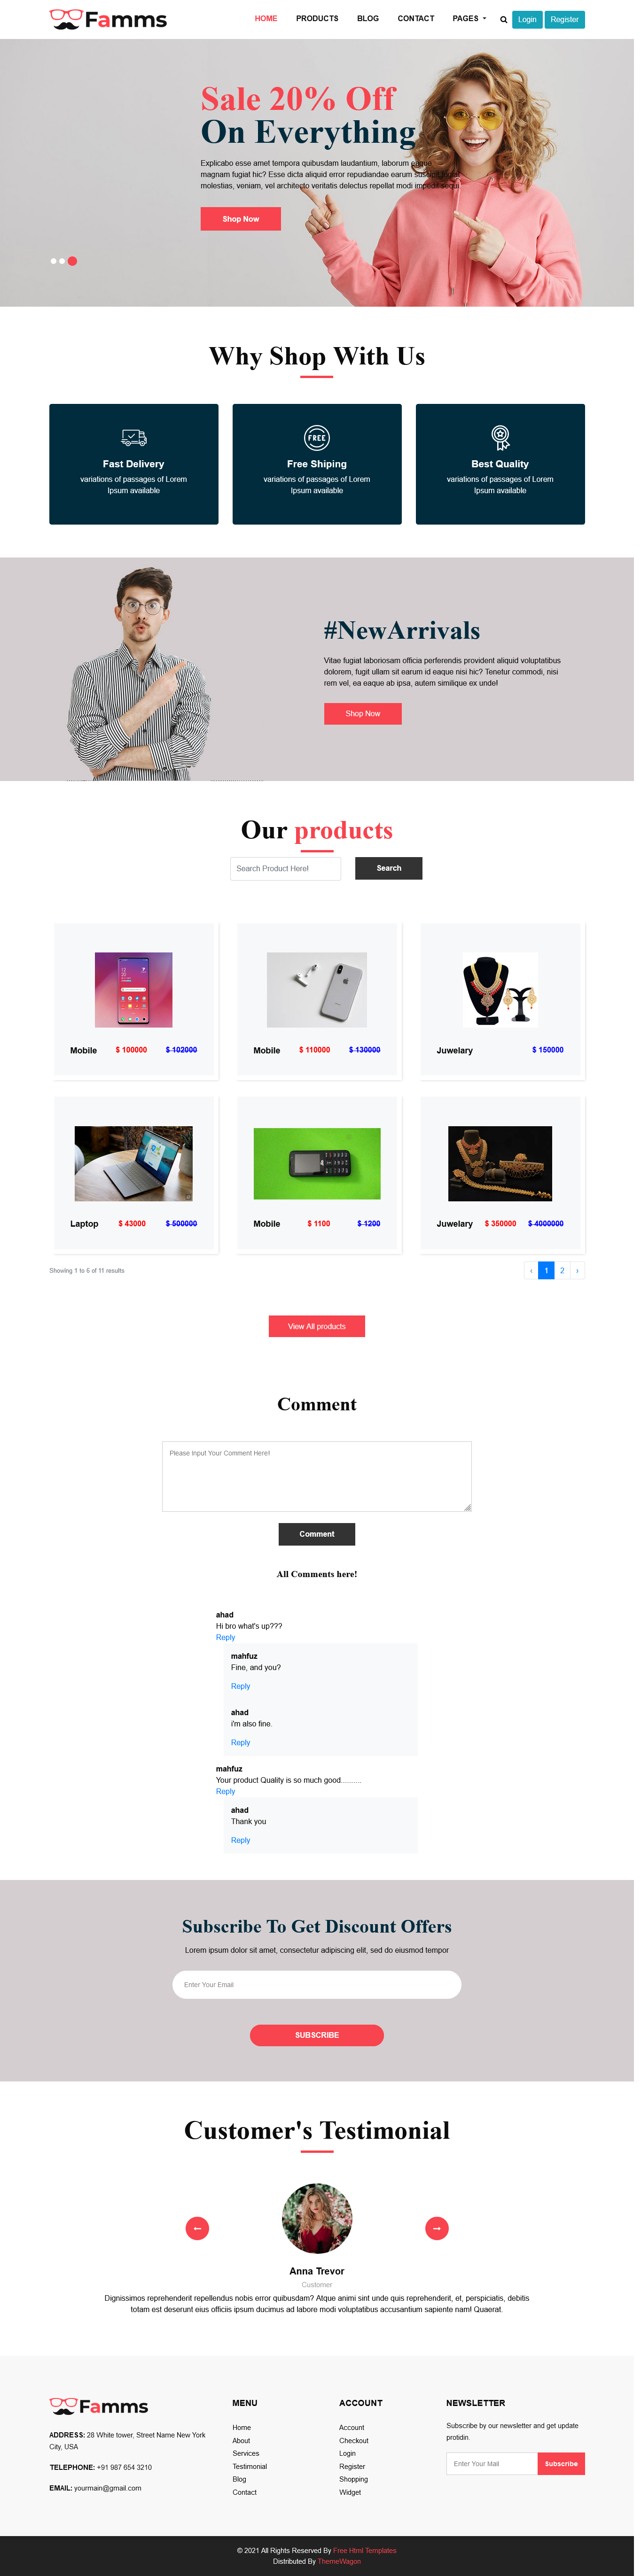 Famms
HOME PRODUCTS BLOG CONTACT PAGES Login Register
Sale 20% Off
On Everything
Explicabo esse amet tempora quibusdam laudantium, laborum eaque
magnam fugiat hic? Esse dicta aliquid error repudiandae earum suscipit fugiat
molestias, veniam, vel architecto veritatis delectus repellat modi impedit sequi.
Shop Now
Why Shop With Us
Fast Delivery
variations of passages of Lorem
Ipsum available
FREE
Free Shiping
variations of passages of Lorem
Ipsum available
Best Quality
variations of passages of Lorem
Ipsum available
#NewArrivals
Vitae fugiat laboriosam officia perferendis provident aliquid voluptatibus
dolorem, fugit ullam sit earum id eaque nisi hic? Tenetur commodi, nisi
rem vel, ea eaque ab ipsa, autem similique ex unde!
Shop Now
Our products
Search Product Here!
Search
Mobile $ 100000 $ 102000
Mobile $ 110000 $ 130000
Juwelary $ 150000
Laptop $ 43000 $ 500000
Mobile $ 1100 $ 1200
Juwelary $ 350000 $ 4000000
Showing 1 to 6 of 11 results
‹ 1 2 ›
View All products
Comment
Please Input Your Comment Here!
Comment
All Comments here!
ahad
Hi bro what's up???
Reply
mahfuz
Fine, and you?
Reply
ahad
i'm also fine.
Reply
mahfuz
Your product Quality is so much good..........
Reply
ahad
Thank you
Reply
Subscribe To Get Discount Offers
Lorem ipsum dolor sit amet, consectetur adipiscing elit, sed do eiusmod tempor
Enter Your Email
SUBSCRIBE
Customer's Testimonial
Anna Trevor
Customer
Dignissimos reprehenderit repellendus nobis error quibusdam? Atque animi sint unde quis reprehenderit, et, perspiciatis, debitis
totam est deserunt eius officiis ipsum ducimus ad labore modi voluptatibus accusantium sapiente nam! Quaerat.
Famms
ADDRESS: 28 White tower, Street Name New York
City, USA
TELEPHONE: +91 987 654 3210
EMAIL: yourmain@gmail.com
MENU
Home
About
Services
Testimonial
Blog
Contact
ACCOUNT
Account
Checkout
Login
Register
Shopping
Widget
NEWSLETTER
Subscribe by our newsletter and get update
protidin.
Enter Your Mail
Subscribe
© 2021 All Rights Reserved By Free Html Templates
Distributed By ThemeWagon